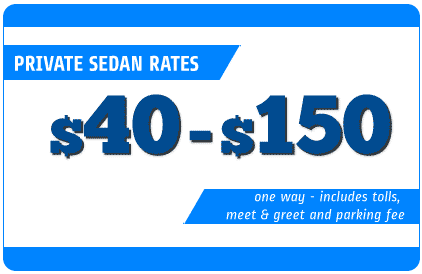 PRIVATE SEDAN RATES
$40-$150
one way - includes tolls,
meet & greet and parking fee